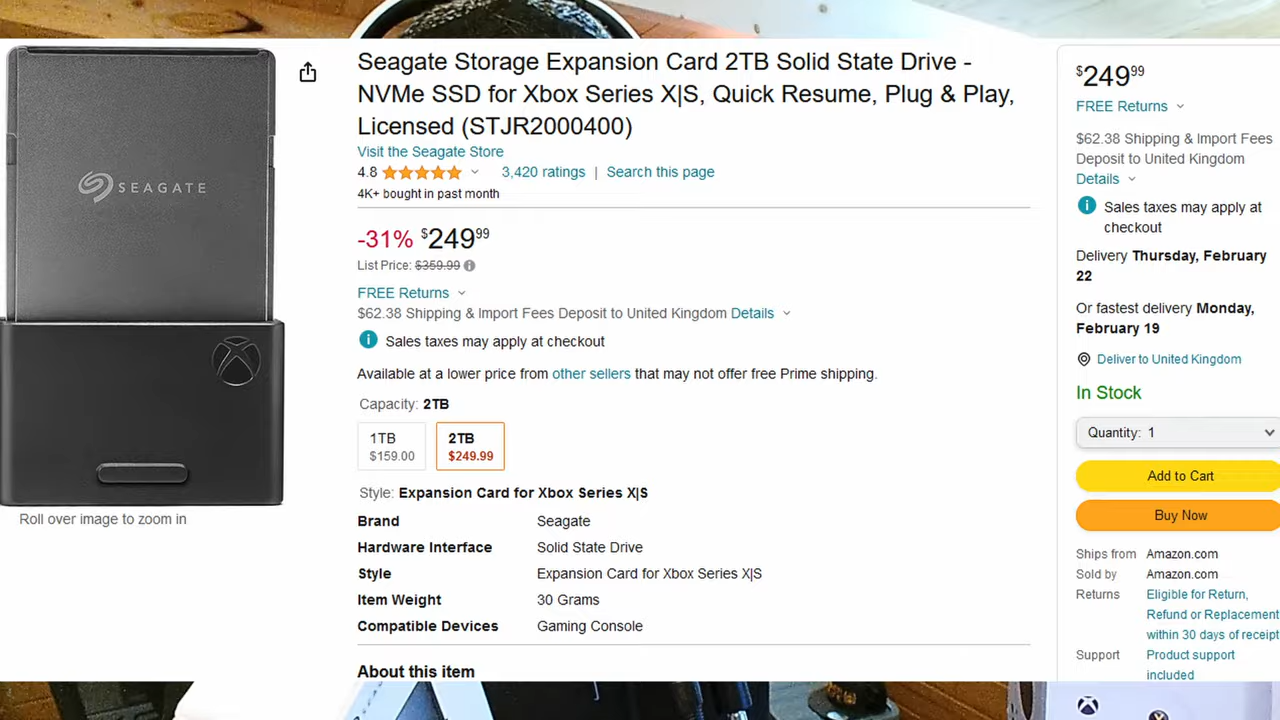 SEAGATE
Roll over image to zoom in
Seagate Storage Expansion Card 2TB Solid State Drive -
NVMe SSD for Xbox Series X|S, Quick Resume, Plug & Play,
Licensed (STJR2000400)
Visit the Seagate Store
4.8 3,420 ratings | Search this page
4K+ bought in past month
-31% $249.99
List Price: $359.99
FREE Returns
$62.38 Shipping & Import Fees Deposit to United Kingdom Details
Sales taxes may apply at checkout
Available at a lower price from other sellers that may not offer free Prime shipping.
Capacity: 2TB
1TB
$159.00
2TB
$249.99
Style: Expansion Card for Xbox Series X|S
Brand Seagate
Hardware Interface Solid State Drive
Style Expansion Card for Xbox Series X|S
Item Weight 30 Grams
Compatible Devices Gaming Console
About this item
$249.99
FREE Returns
$62.38 Shipping & Import Fees
Deposit to United Kingdom
Details
Sales taxes may apply at
checkout
Delivery Thursday, February
22
Or fastest delivery Monday,
February 19
Deliver to United Kingdom
In Stock
Quantity: 1
Add to Cart
Buy Now
Ships from Amazon.com
Sold by Amazon.com
Returns Eligible for Return,
Refund or Replacement
within 30 days of receipt
Support Product support
included